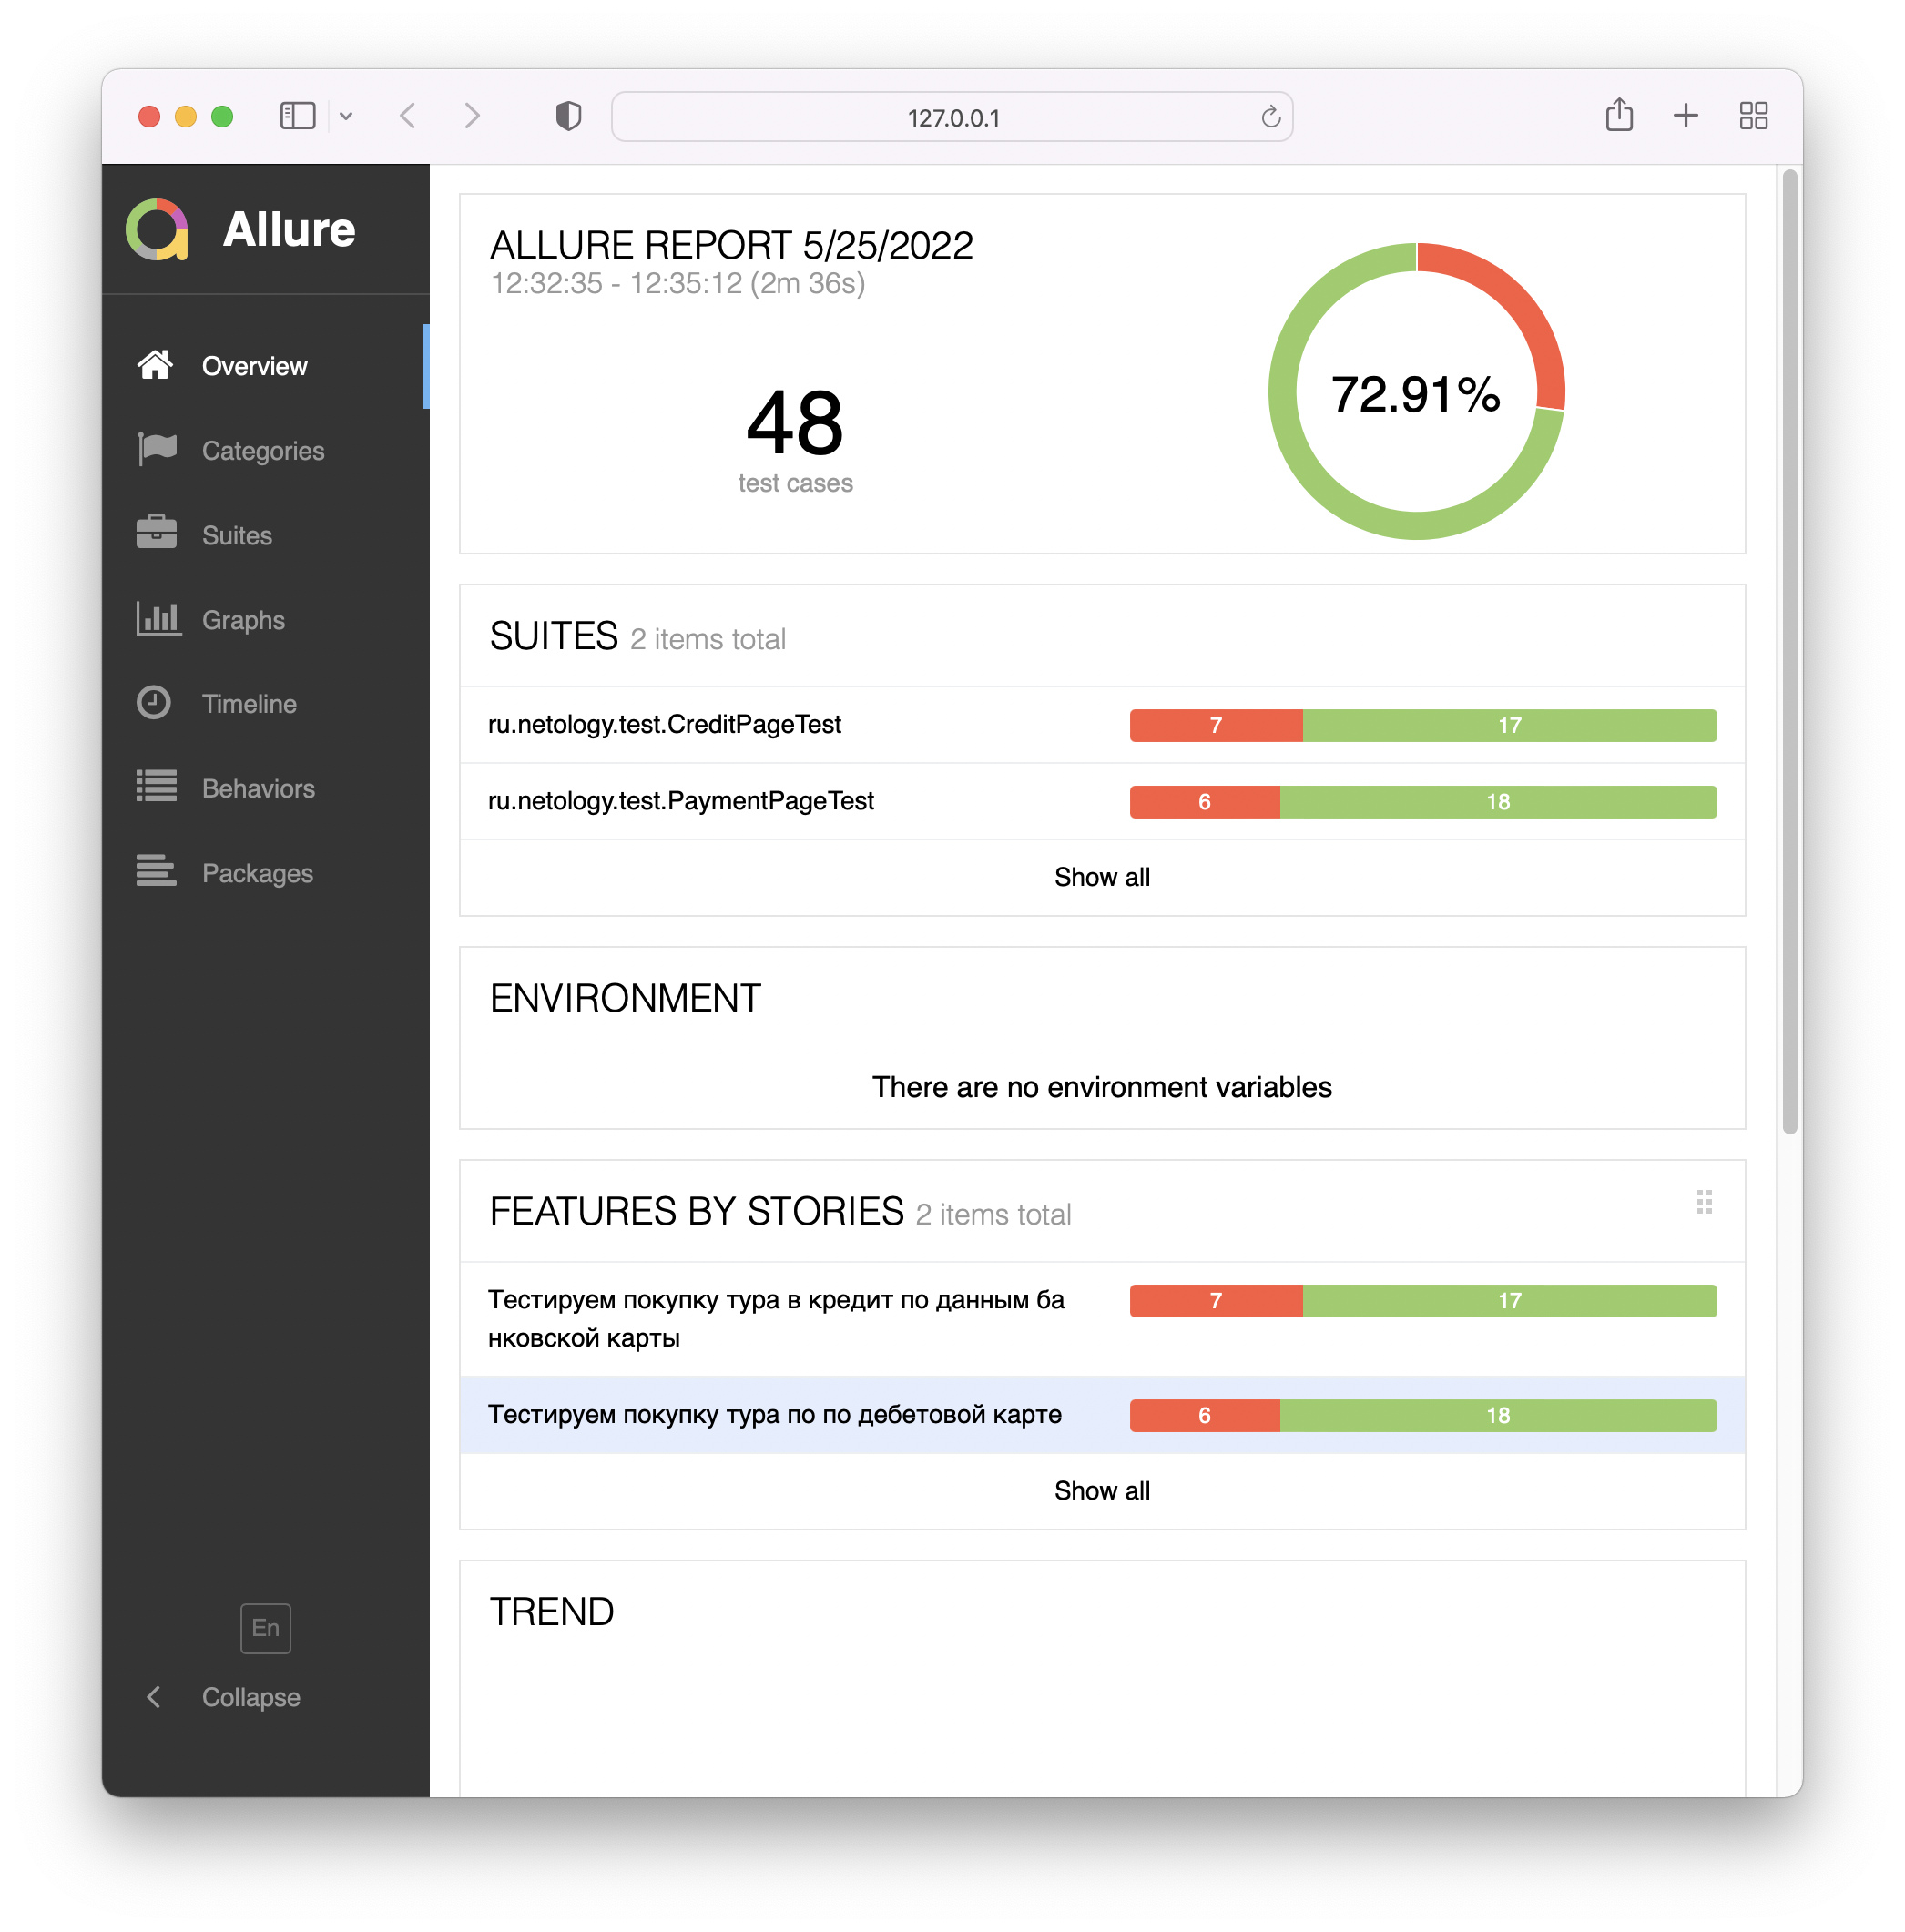 127.0.0.1
Allure
Overview
Categories
Suites
Graphs
Timeline
Behaviors
Packages
En
Collapse
ALLURE REPORT 5/25/2022
12:32:35 - 12:35:12 (2m 36s)
48
test cases
72.91%
SUITES 2 items total
ru.netology.test.CreditPageTest 7 17
ru.netology.test.PaymentPageTest 6 18
Show all
ENVIRONMENT
There are no environment variables
FEATURES BY STORIES 2 items total
Тестируем покупку тура в кредит по данным ба 7 17
нковской карты
Тестируем покупку тура по по дебетовой карте 6 18
Show all
TREND